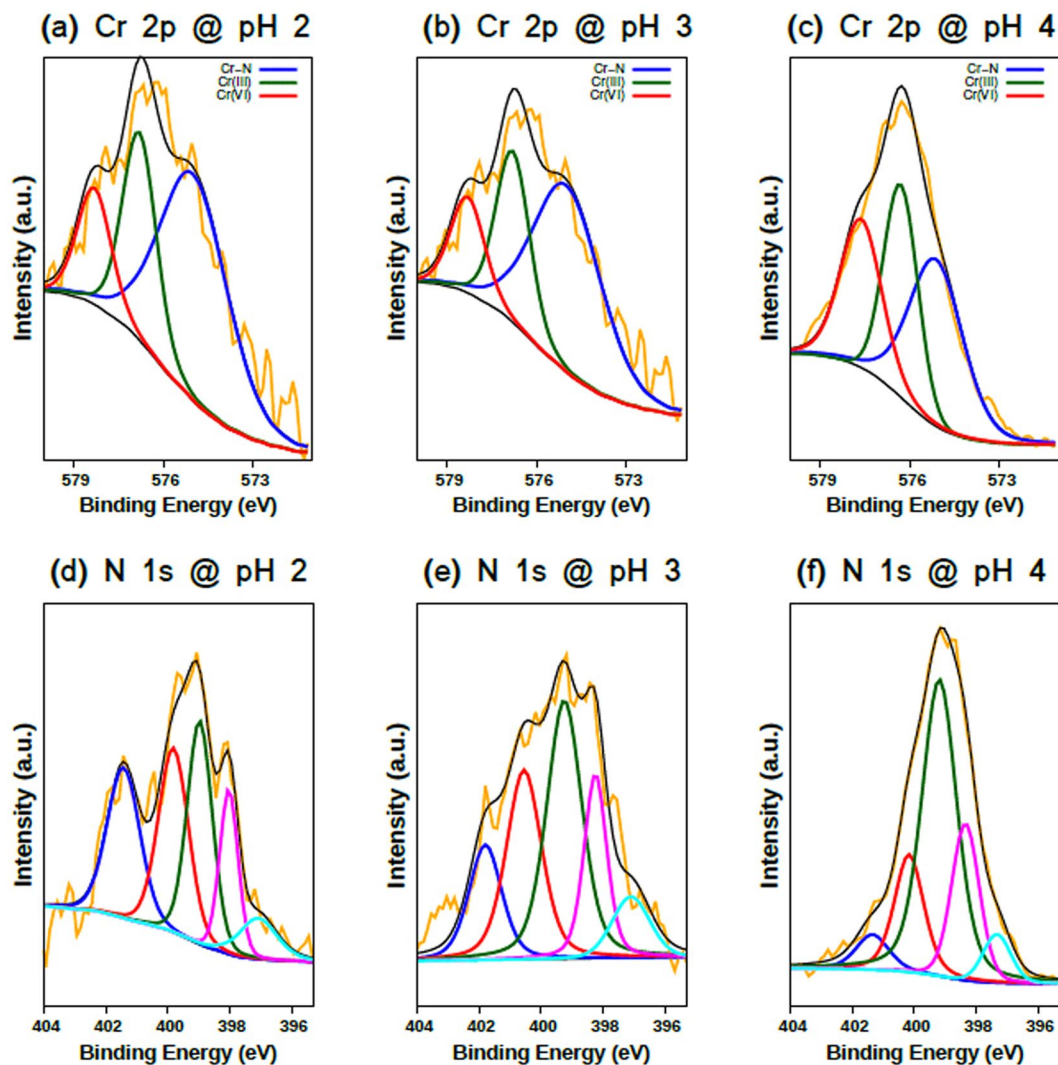 (a) Cr 2p @ pH 2
(b) Cr 2p @ pH 3
(c) Cr 2p @ pH 4
Cr–N
Cr(III)
Cr(VI)
Cr–N
Cr(III)
Cr(VI)
Cr–N
Cr(III)
Cr(VI)
Intensity (a.u.)
Intensity (a.u.)
Intensity (a.u.)
579 576 573
579 576 573
579 576 573
Binding Energy (eV)
Binding Energy (eV)
Binding Energy (eV)
(d) N 1s @ pH 2
(e) N 1s @ pH 3
(f) N 1s @ pH 4
Intensity (a.u.)
Intensity (a.u.)
Intensity (a.u.)
404 402 400 398 396
404 402 400 398 396
404 402 400 398 396
Binding Energy (eV)
Binding Energy (eV)
Binding Energy (eV)